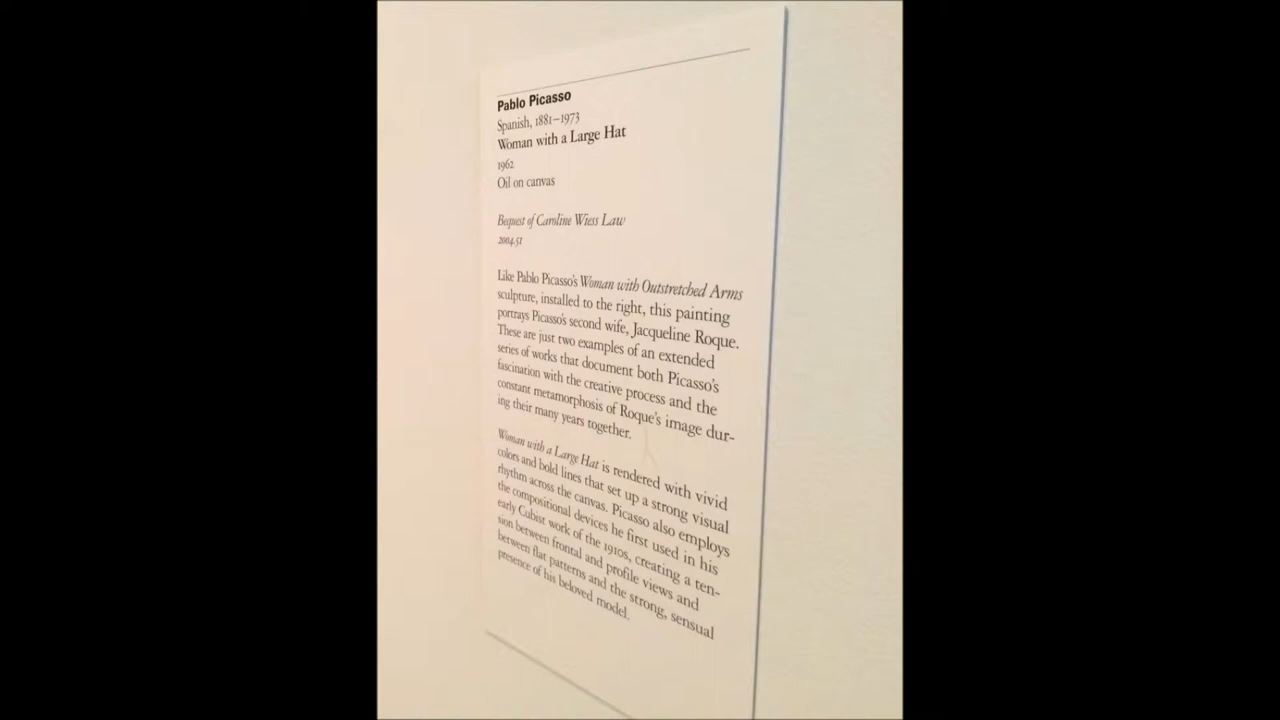 Pablo Picasso
Spanish, 1881–1973
Woman with a Large Hat
1962
Oil on canvas
Bequest of Caroline Wiess Law
2004.51
Like Pablo Picasso's Woman with Outstretched Arms
sculpture, installed to the right, this painting
portrays Picasso's second wife, Jacqueline Roque.
These are just two examples of an extended
series of works that document both Picasso's
fascination with the creative process and the
constant metamorphosis of Roque's image dur-
ing their many years together.
Woman with a Large Hat is rendered with vivid
colors and bold lines that set up a strong visual
rhythm across the canvas. Picasso also employs
the compositional devices he first used in his
early Cubist work of the 1910s, creating a ten-
sion between frontal and profile views and
between flat patterns and the strong, sensual
presence of his beloved model.